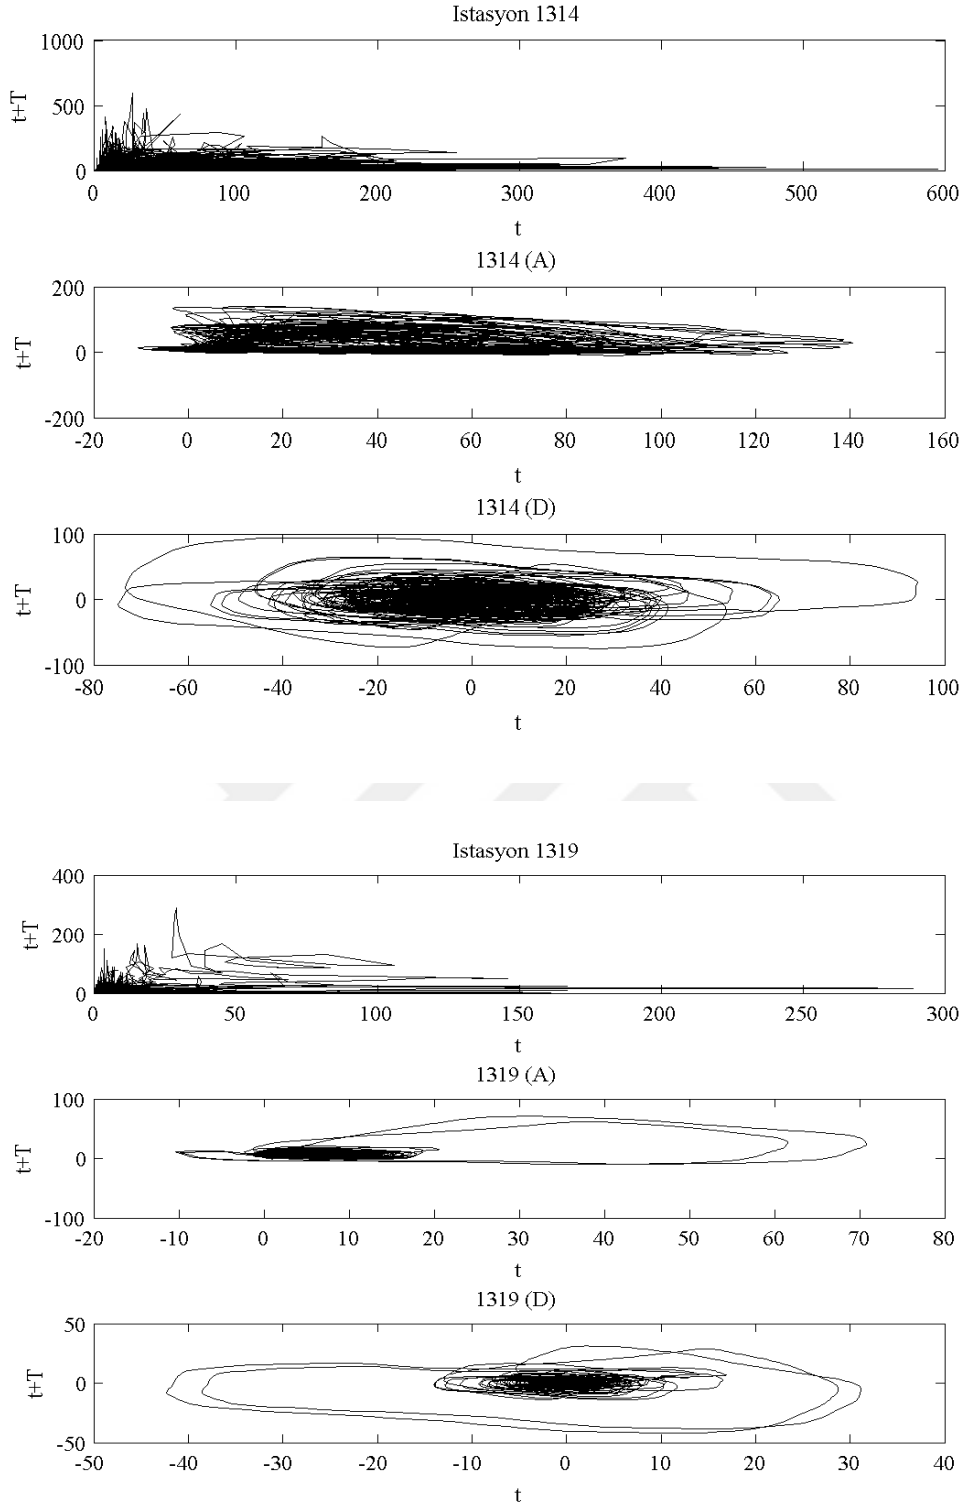 Istasyon 1314
1000
500
0
t+T
0 100 200 300 400 500 600
t
1314 (A)
200
0
-200
t+T
-20 0 20 40 60 80 100 120 140 160
t
1314 (D)
100
0
-100
t+T
-80 -60 -40 -20 0 20 40 60 80 100
t
Istasyon 1319
400
200
0
t+T
0 50 100 150 200 250 300
t
1319 (A)
100
0
-100
t+T
-20 -10 0 10 20 30 40 50 60 70 80
t
1319 (D)
50
0
-50
t+T
-50 -40 -30 -20 -10 0 10 20 30 40
t